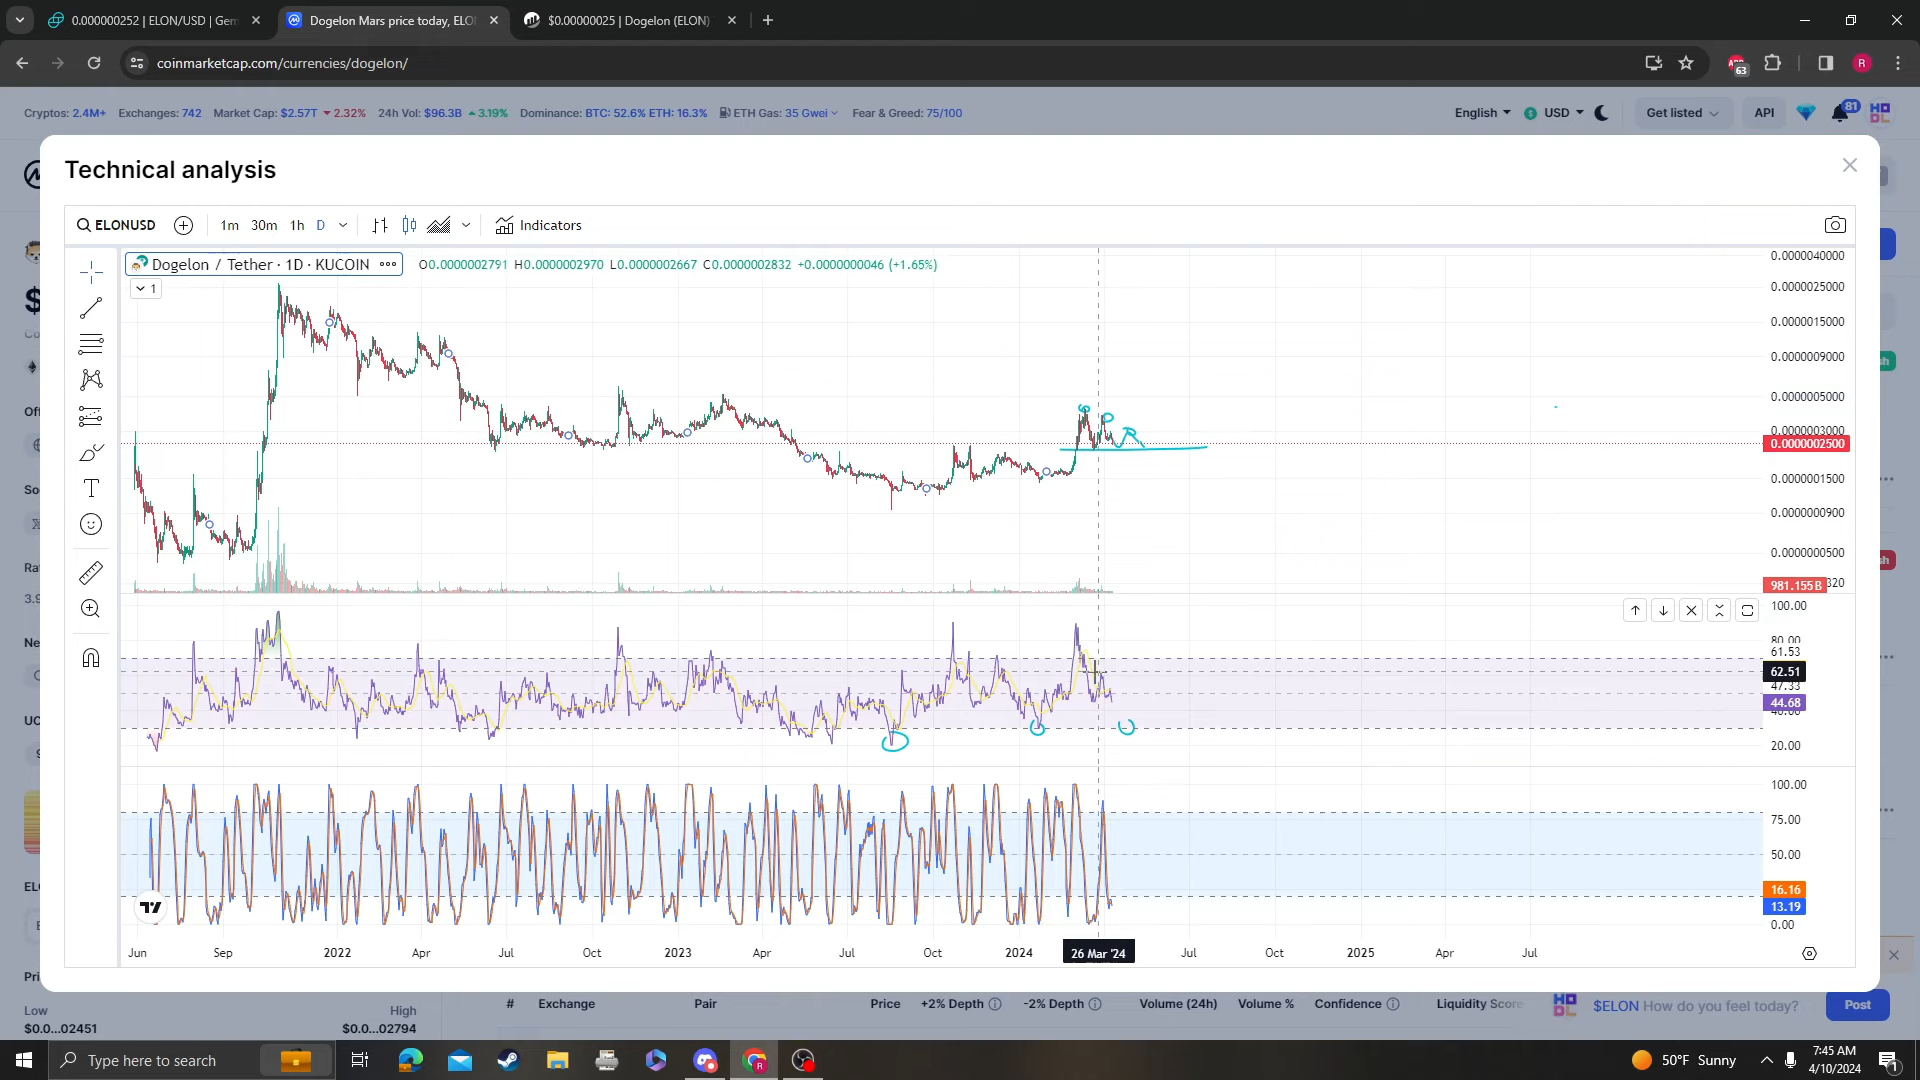 0.000000252 | ELON/USD | Gem
Dogelon Mars price today, ELO
$0.00000025 | Dogelon (ELON)
coinmarketcap.com/currencies/dogelon/
63
R
Cryptos: 2.4M+ Exchanges: 742 Market Cap: $2.57T 2.32% 24h Vol: $96.3B 3.19% Dominance: BTC: 52.6% ETH: 16.3% ETH Gas: 35 Gwei Fear & Greed: 75/100
English USD Get listed API 81
Technical analysis
ELONUSD 1m 30m 1h D Indicators
Dogelon / Tether · 1D · KUCOIN O0.0000002791 H0.0000002970 L0.0000002667 C0.0000002832 +0.0000000046 (+1.65%)
1
0.0000040000
0.0000025000
0.0000015000
0.0000009000
0.0000005000
0.0000003000
0.0000002500
0.0000001500
0.0000000900
0.0000000500
981.155B
320
100.00
80.00
61.53
62.51
47.33
44.68
20.00
100.00
75.00
50.00
16.16
13.19
0.00
Jun Sep 2022 Apr Jul Oct 2023 Apr Jul Oct 2024 26 Mar '24 Jul Oct 2025 Apr Jul
# Exchange Pair Price +2% Depth -2% Depth Volume (24h) Volume % Confidence Liquidity Score
$ELON How do you feel today? Post
Low High
$0.0...02451 $0.0...02794
Type here to search
50°F Sunny
7:45 AM
4/10/2024
1